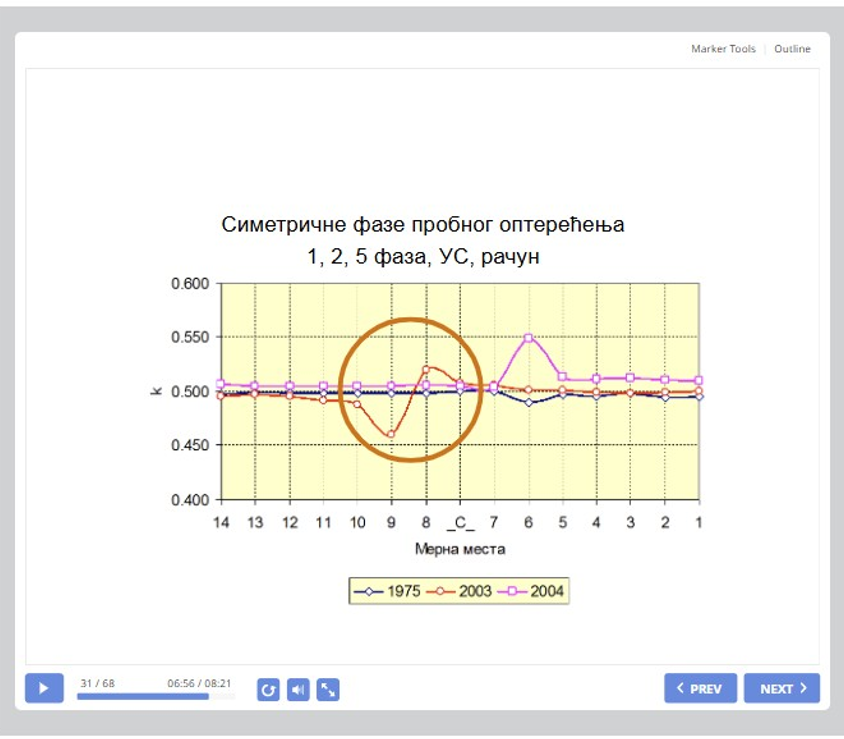 Marker Tools | Outline
Симетричне фазе пробног оптерећења
1, 2, 5 фаза, УС, рачун
0.600
0.550
0.500
0.450
0.400
k
14 13 12 11 10 9 8 _C_ 7 6 5 4 3 2 1
Мерна места
1975 2003 2004
31 / 68 06:56 / 08:21
PREV NEXT